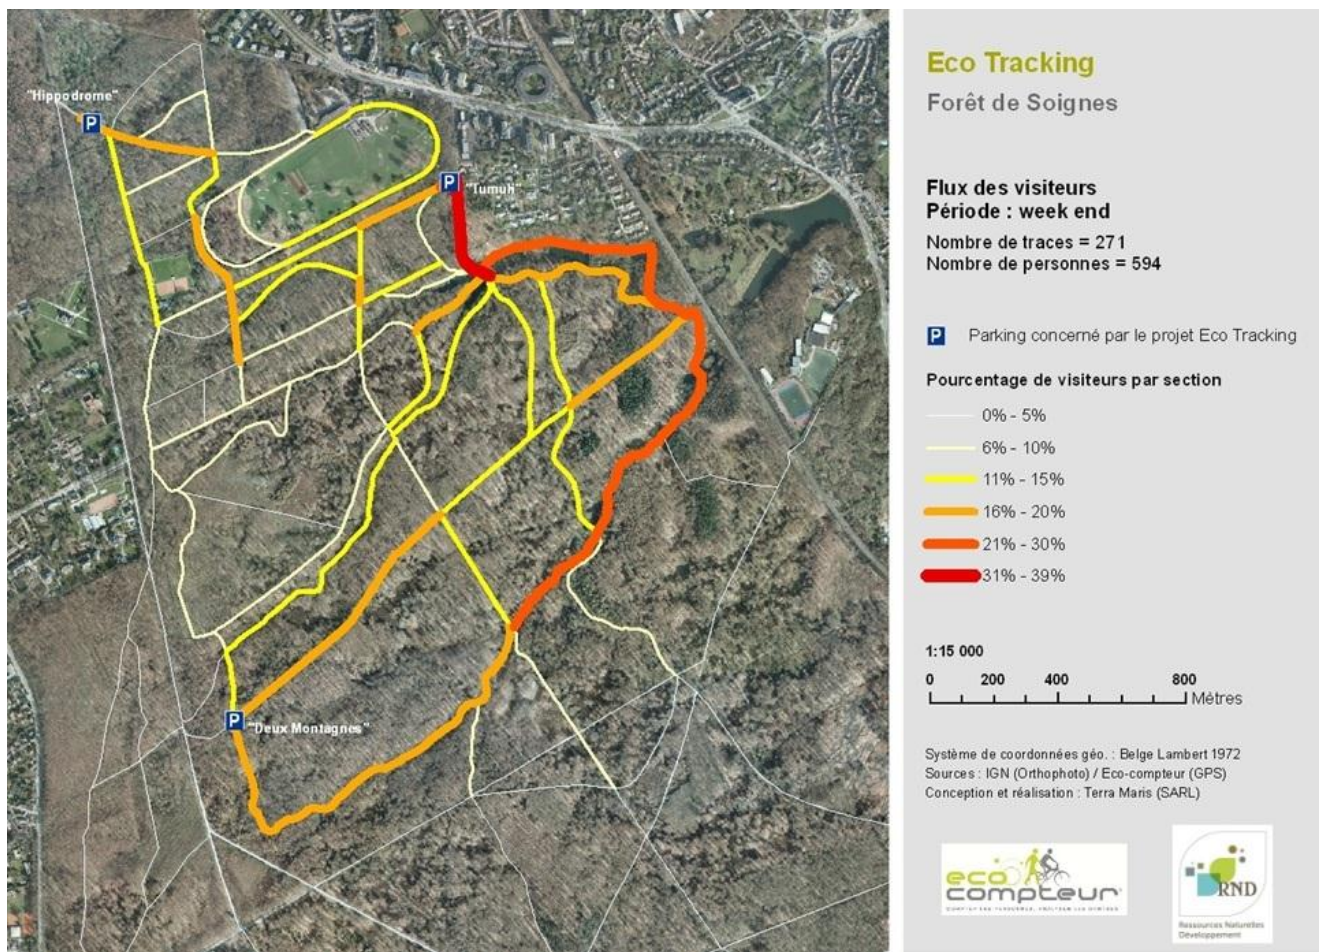 "Hippodrome"
"Tumuli"
"Deux Montagnes"
Eco Tracking
Forêt de Soignes
Flux des visiteurs
Période : week end
Nombre de traces = 271
Nombre de personnes = 594
P Parking concerné par le projet Eco Tracking
Pourcentage de visiteurs par section
0% - 5%
6% - 10%
11% - 15%
16% - 20%
21% - 30%
31% - 39%
1:15 000
0 200 400 800
Mètres
Système de coordonnées géo. : Belge Lambert 1972
Sources : IGN (Orthophoto) / Eco-compteur (GPS)
Conception et réalisation : Terra Maris (SARL)
eco
compteur
RND
Ressources Naturelles
Développement